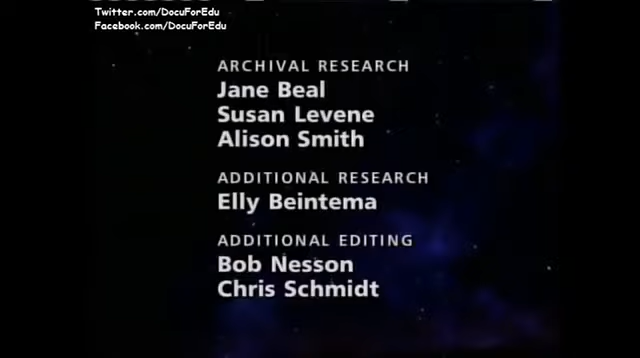 Twitter.com/DocuForEdu
Facebook.com/DocuForEdu
ARCHIVAL RESEARCH
Jane Beal
Susan Levene
Alison Smith
ADDITIONAL RESEARCH
Elly Beintema
ADDITIONAL EDITING
Bob Nesson
Chris Schmidt